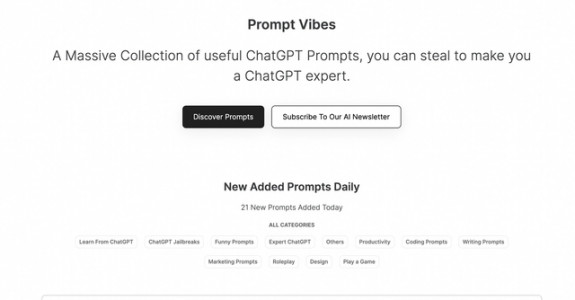 Prompt Vibes
A Massive Collection of useful ChatGPT Prompts, you can steal to make you
a ChatGPT expert.
Discover Prompts Subscribe To Our AI Newsletter
New Added Prompts Daily
21 New Prompts Added Today
ALL CATEGORIES
Learn From ChatGPT ChatGPT Jailbreaks Funny Prompts Expert ChatGPT Others Productivity Coding Prompts Writing Prompts
Marketing Prompts Roleplay Design Play a Game